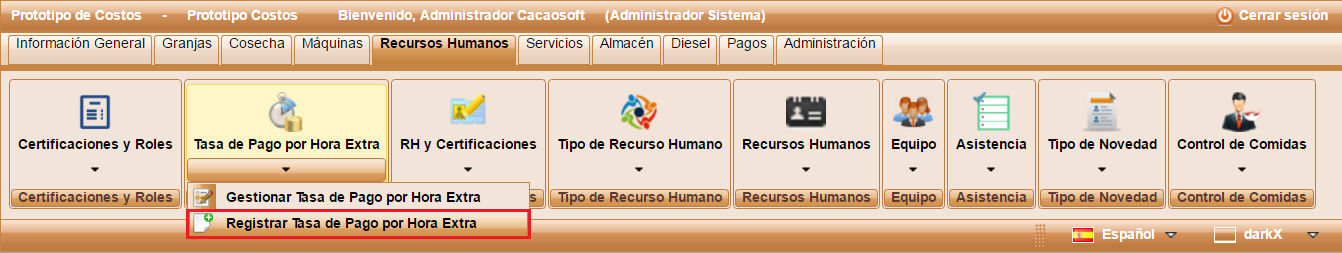 Prototipo de Costos - Prototipo Costos Bienvenido, Administrador Cacaosoft (Administrador Sistema) Cerrar sesión
Información General Granjas Cosecha Máquinas Recursos Humanos Servicios Almacén Diesel Pagos Administración
Certificaciones y Roles Tasa de Pago por Hora Extra RH y Certificaciones Tipo de Recurso Humano Recursos Humanos Equipo Asistencia Tipo de Novedad Control de Comidas
Certificaciones y Roles Gestionar Tasa de Pago por Hora Extra Tipo de Recurso Humano Recursos Humanos Equipo Asistencia Tipo de Novedad Control de Comidas
Registrar Tasa de Pago por Hora Extra
Español darkX